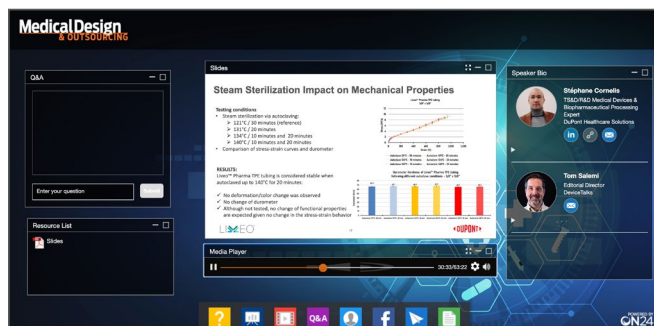 MedicalDesign
& OUTSOURCING
Q&A
Enter your question
Submit
Resource List
Slides
Slides
Steam Sterilization Impact on Mechanical Properties
Testing conditions
• Steam sterilization via autoclaving:
➢ 121°C / 30 minutes (reference)
➢ 131°C / 20 minutes
➢ 134°C / 10 minutes and 20 minutes
➢ 140°C / 10 minutes and 20 minutes
• Comparison of stress-strain curves and durometer
RESULTS:
Liveo™ Pharma TPE tubing is considered stable when
autoclaved up to 140°C for 20 minutes:
✓ No deformation/color change was observed
✓ No change of durometer
✓ Although not tested, no change of functional properties
are expected given no change in the stress-strain behavior
Liveo™ Pharma TPE tubing
LIVEO
DUPONT
Media Player
30:33/53:22
Speaker Bio
Stéphane Cornelis
TS&D/R&D Medical Devices &
Biopharmaceutical Processing
Expert
DuPont Healthcare Solutions
Tom Salemi
Editorial Director
DeviceTalks
Q&A
POWERED BY
ON24